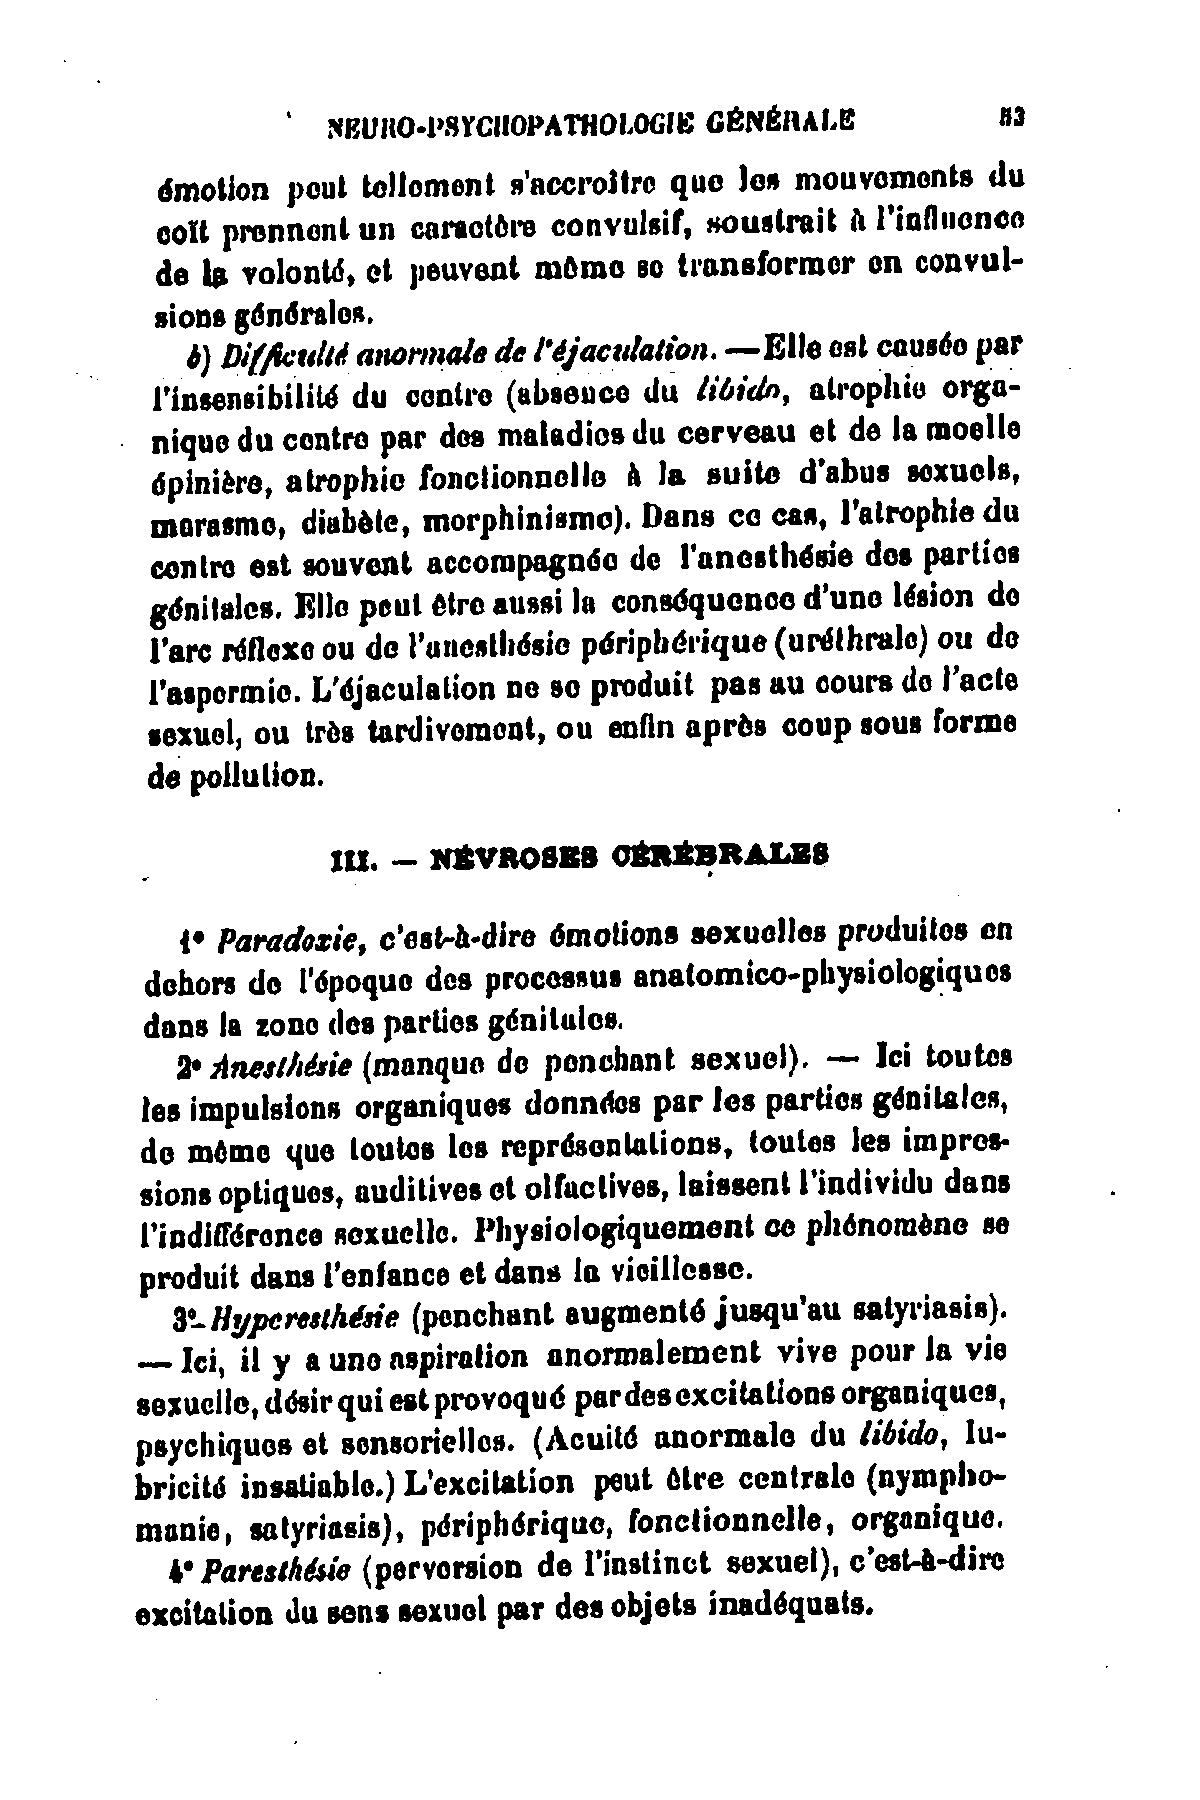 NEURO-PSYCHOPATHOLOGIE GÉNÉRALE 53
émotion peut tellement s'accroître que les mouvements du
coït prennent un caractère convulsif, soustrait à l'influence
de la volonté, et peuvent même se transformer en convul-
sions générales.
b) Difficulté anormale de l'éjaculation. — Elle est causée par
l'insensibilité du centre (absence du libido, atrophie orga-
nique du centre par des maladies du cerveau et de la moelle
épinière, atrophie fonctionnelle à la suite d'abus sexuels,
marasme, diabète, morphinisme). Dans ce cas, l'atrophie du
centre est souvent accompagnée de l'anesthésie des parties
génitales. Elle peut être aussi la conséquence d'une lésion de
l'arc réflexe ou de l'anesthésie périphérique (uréthrale) ou de
l'aspermie. L'éjaculation ne se produit pas au cours de l'acte
sexuel, ou très tardivement, ou enfin après coup sous forme
de pollution.
III. — NÉVROSES CÉRÉBRALES
1° Paradoxie, c'est-à-dire émotions sexuelles produites en
dehors de l'époque des processus anatomico-physiologiques
dans la zone des parties génitales.
2° Anesthésie (manque de penchant sexuel). — Ici toutes
les impulsions organiques données par les parties génitales,
de même que toutes les représentations, toutes les impres-
sions optiques, auditives et olfactives, laissent l'individu dans
l'indifférence sexuelle. Physiologiquement ce phénomène se
produit dans l'enfance et dans la vieillesse.
3° Hyperesthésie (penchant augmenté jusqu'au satyriasis).
— Ici, il y a une aspiration anormalement vive pour la vie
sexuelle, désir qui est provoqué par des excitations organiques,
psychiques et sensorielles. (Acuité anormale du libido, lu-
bricité insatiable.) L'excitation peut être centrale (nympho-
manie, satyriasis), périphérique, fonctionnelle, organique.
4° Paresthésie (perversion de l'instinct sexuel), c'est-à-dire
excitation du sens sexuel par des objets inadéquats.